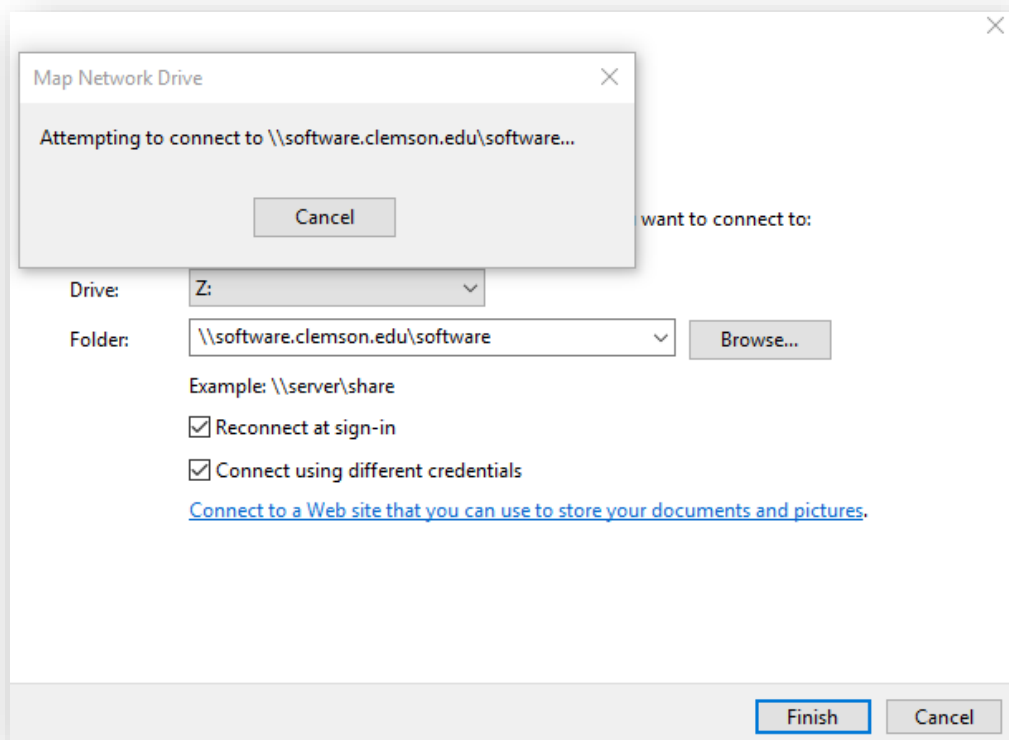 Map Network Drive
Attempting to connect to \\software.clemson.edu\software...
Cancel
want to connect to:
Drive: Z:
Folder: \\software.clemson.edu\software Browse...
Example: \\server\share
Reconnect at sign-in
Connect using different credentials
Connect to a Web site that you can use to store your documents and pictures.
Finish Cancel